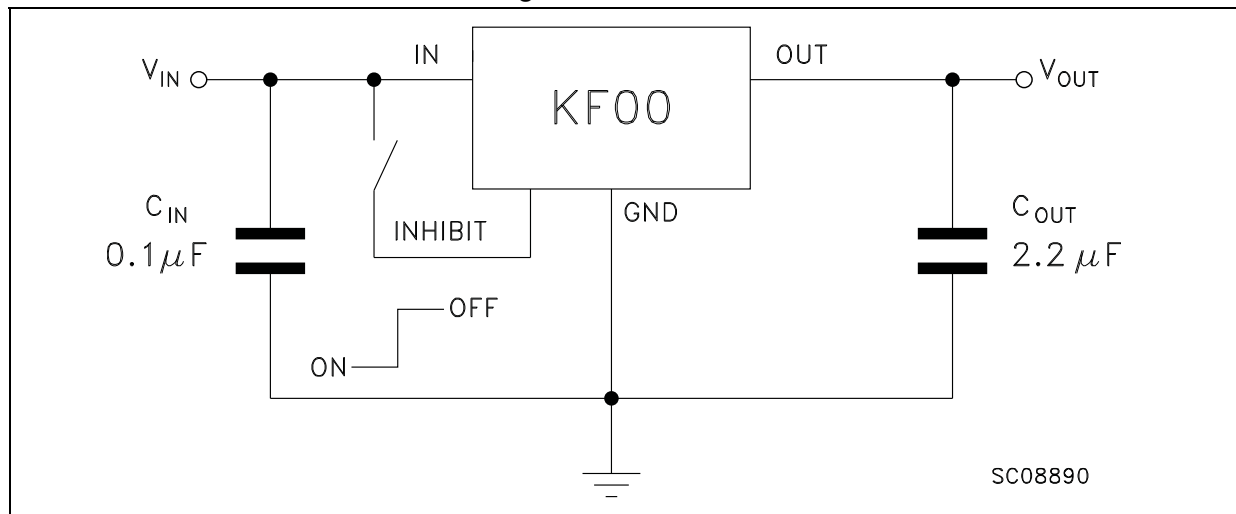 V_IN
IN
KF00
OUT
V_OUT
C_IN
0.1µF
INHIBIT
GND
C_OUT
2.2 µF
OFF
ON
SC08890